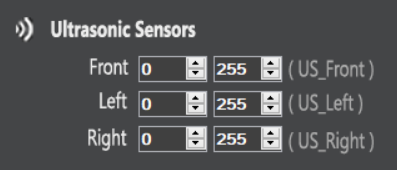 Ultrasonic Sensors
Front 0 255 ( US_Front )
Left 0 255 ( US_Left )
Right 0 255 ( US_Right )